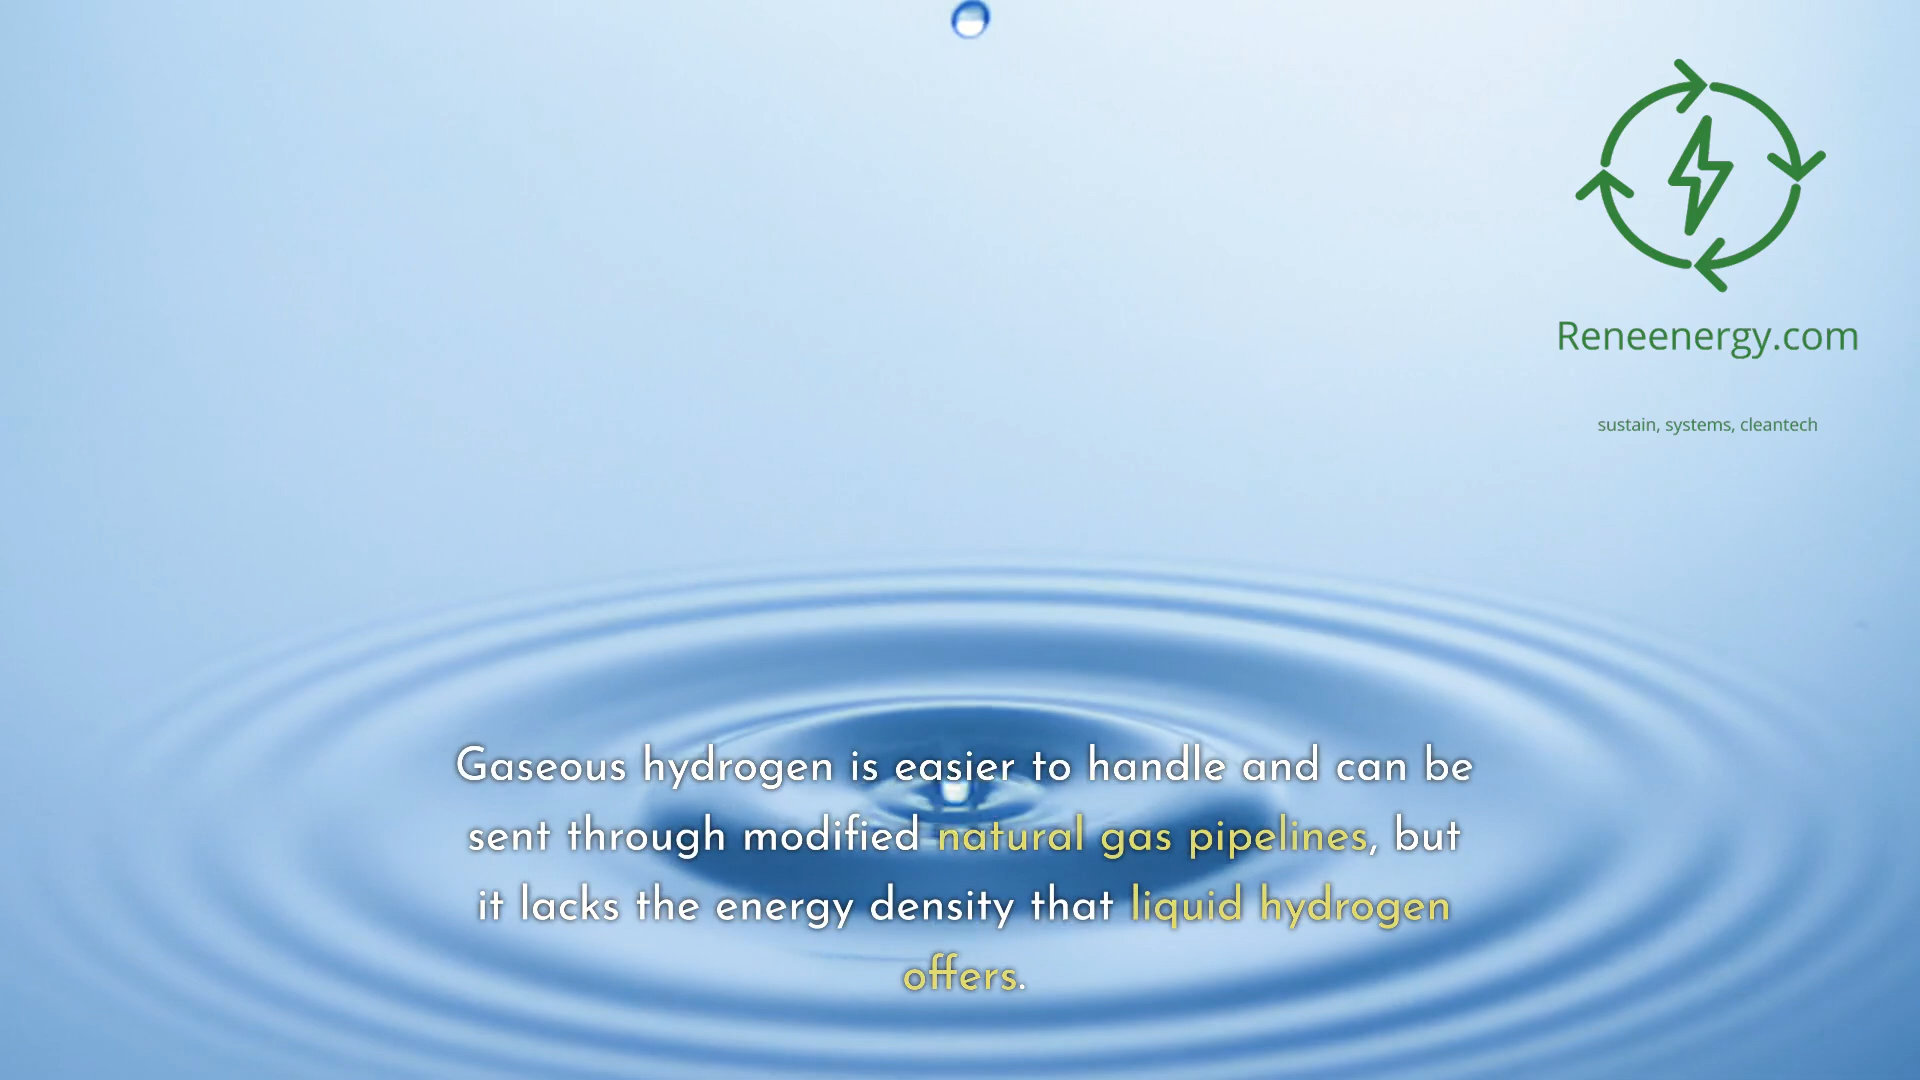 Reneenergy.com
sustain, systems, cleantech
Gaseous hydrogen is easier to handle and can be
sent through modified natural gas pipelines, but
it lacks the energy density that liquid hydrogen
offers.